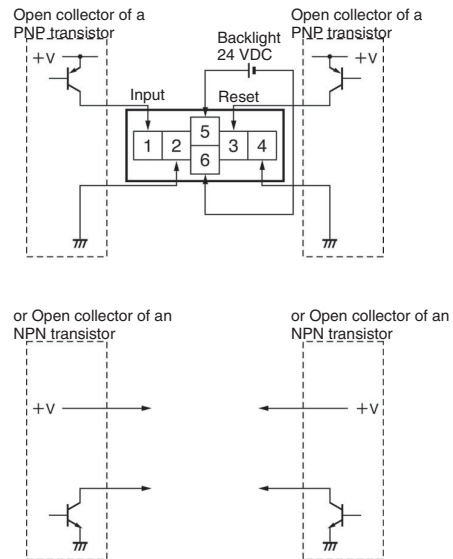 Open collector of a
PNP transistor
Open collector of a
PNP transistor
Backlight
24 VDC
+V
+V
Input
Reset
1
2
5
6
3
4
or Open collector of an
NPN transistor
or Open collector of an
NPN transistor
+V
+V